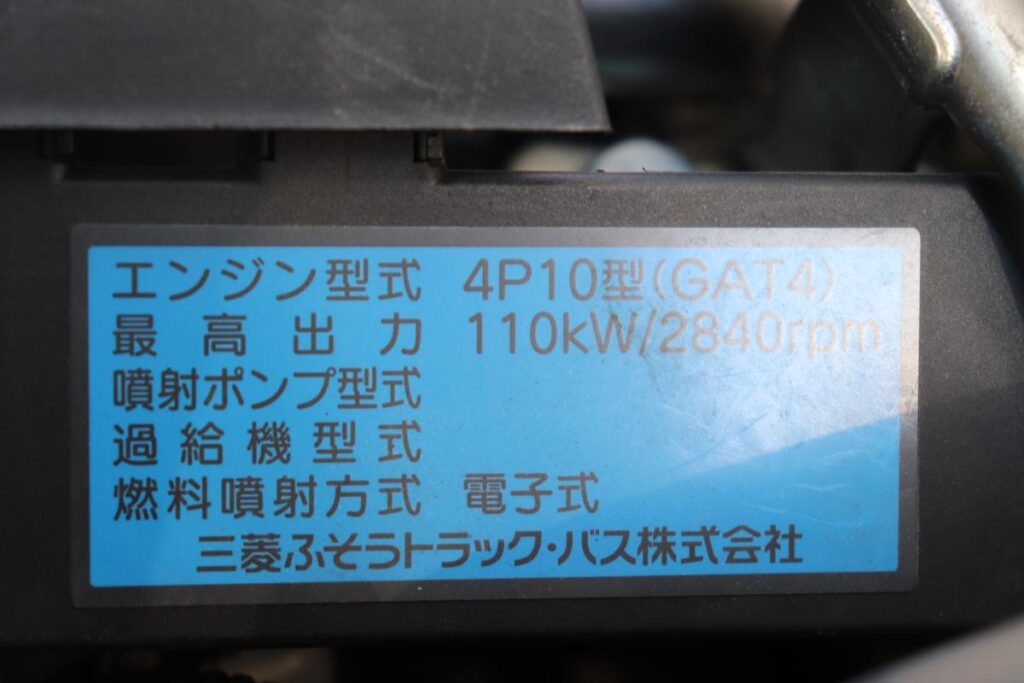 エンジン型式 4P10型(GAT4)
最高出力 110kW/2840rpm
噴射ポンプ型式
過給機型式
燃料噴射方式 電子式
三菱ふそうトラック・バス株式会社